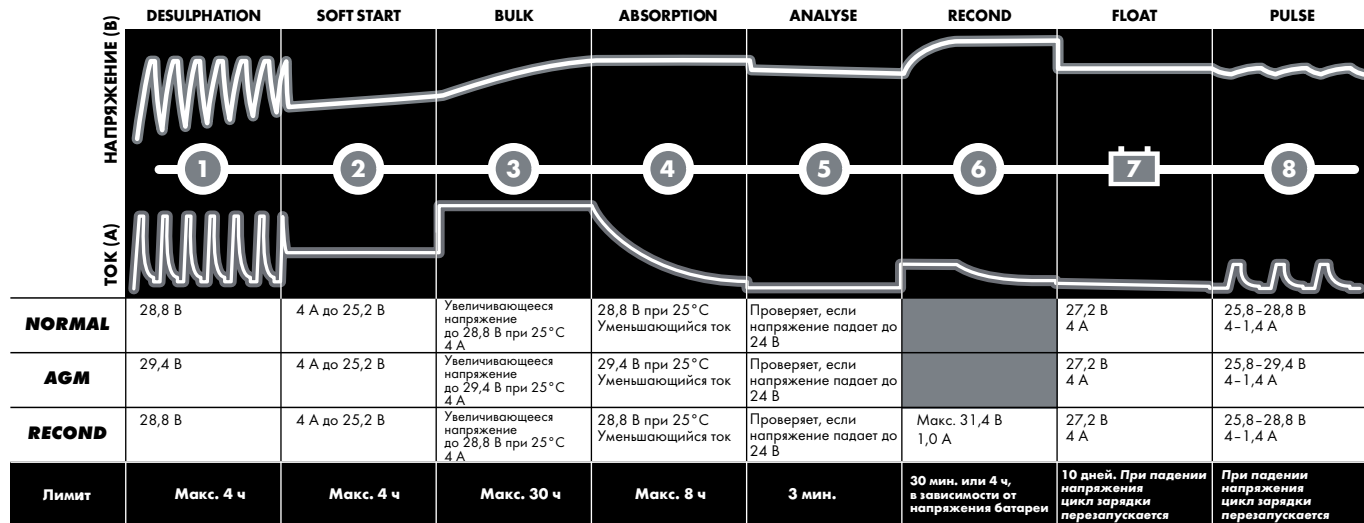 DESULPHATION SOFT START BULK ABSORPTION ANALYSE RECOND FLOAT PULSE
НАПРЯЖЕНИЕ (В)
1 2 3 4 5 6 7 8
ТОК (А)
NORMAL
28,8 В
4 А до 25,2 В
Увеличивающееся
напряжение
до 28,8 В при 25°C
4 А
28,8 В при 25°C
Уменьшающийся ток
Проверяет, если
напряжение падает до
24 В
27,2 В
4 А
25,8–28,8 В
4–1,4 А
AGM
29,4 В
4 А до 25,2 В
Увеличивающееся
напряжение
до 29,4 В при 25°C
4 А
29,4 В при 25°C
Уменьшающийся ток
Проверяет, если
напряжение падает до
24 В
27,2 В
4 А
25,8–29,4 В
4–1,4 А
RECOND
28,8 В
4 А до 25,2 В
Увеличивающееся
напряжение
до 28,8 В при 25°C
4 А
28,8 В при 25°C
Уменьшающийся ток
Проверяет, если
напряжение падает до
24 В
Макс. 31,4 В
1,0 А
27,2 В
4 А
25,8–28,8 В
4–1,4 А
Лимит
Макс. 4 ч
Макс. 4 ч
Макс. 30 ч
Макс. 8 ч
3 мин.
30 мин. или 4 ч,
в зависимости от
напряжения батареи
10 дней. При падении
напряжения
цикл зарядки
перезапускается
При падении
напряжения
цикл зарядки
перезапускается